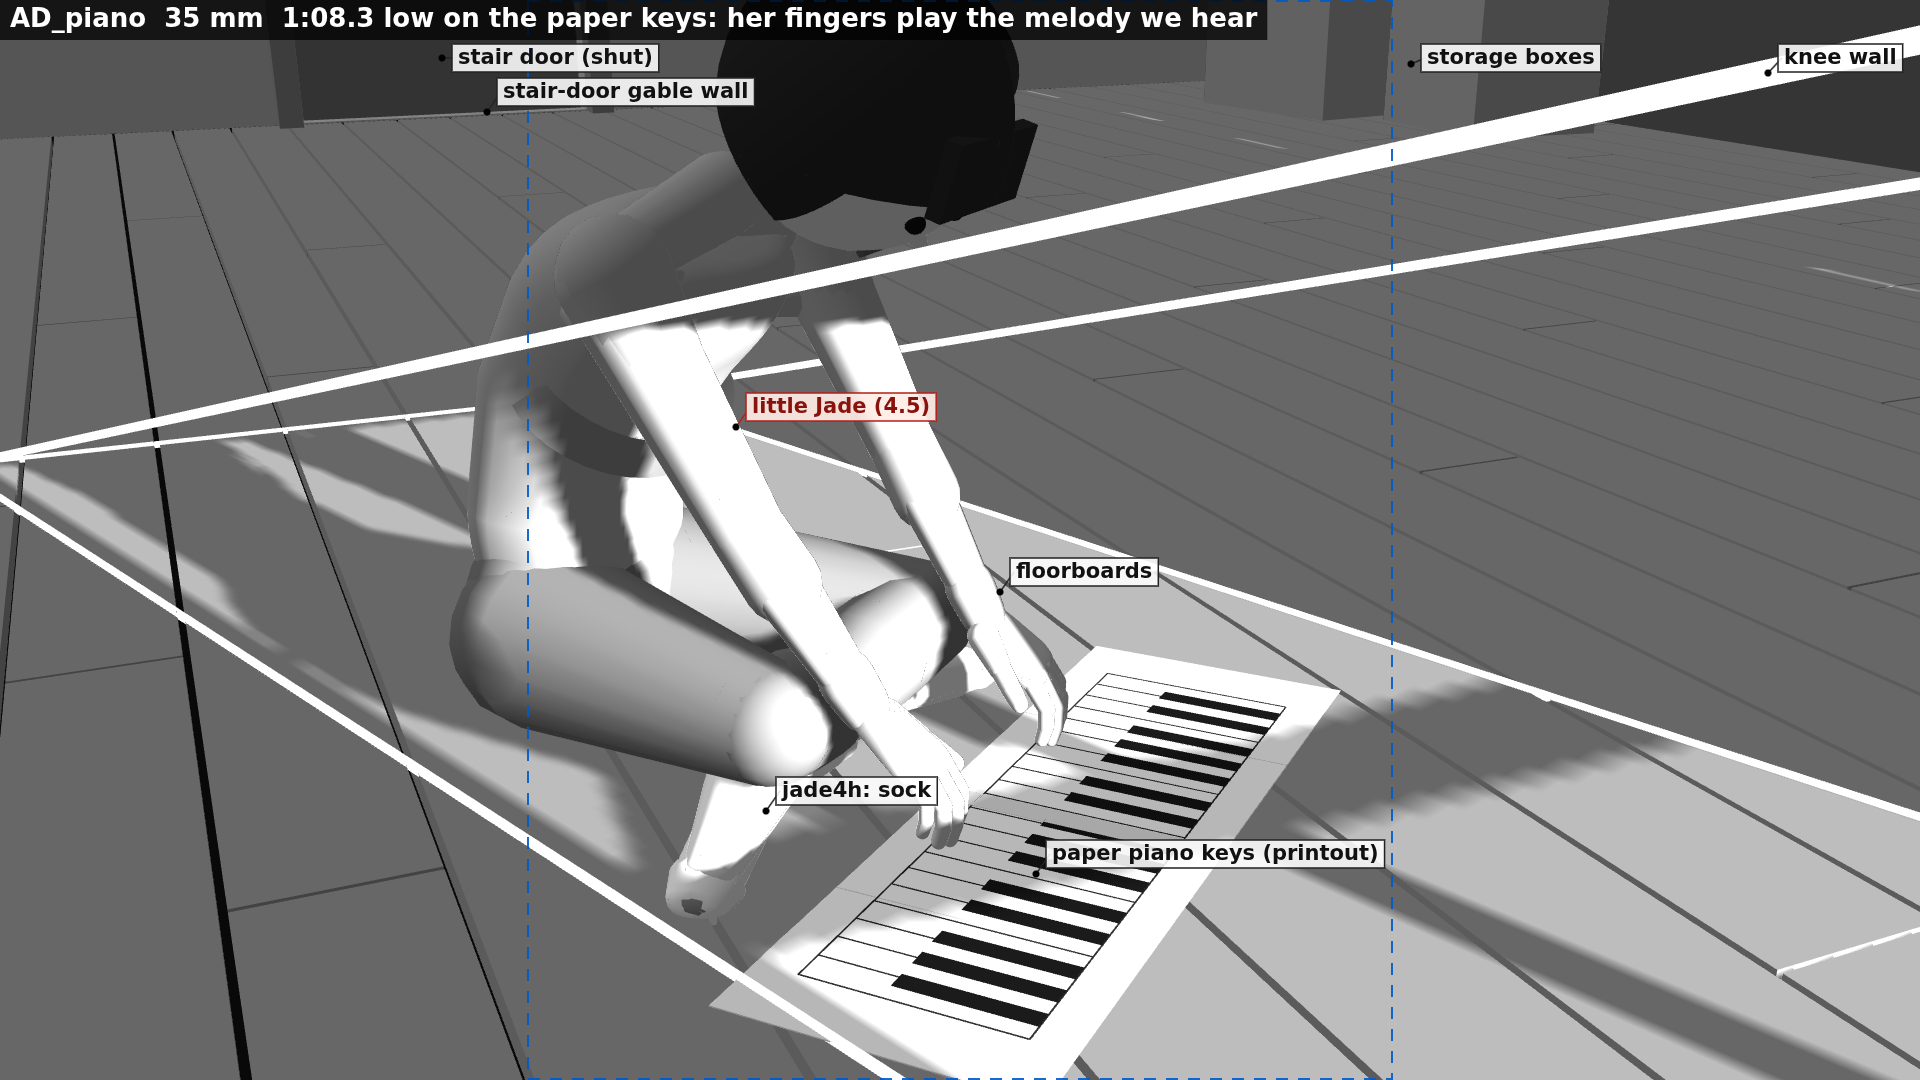 AD_piano 35 mm 1:08.3 low on the paper keys: her fingers play the melody we hear
stair door (shut)
storage boxes
knee wall
stair-door gable wall
little Jade (4.5)
floorboards
jade4h: sock
paper piano keys (printout)